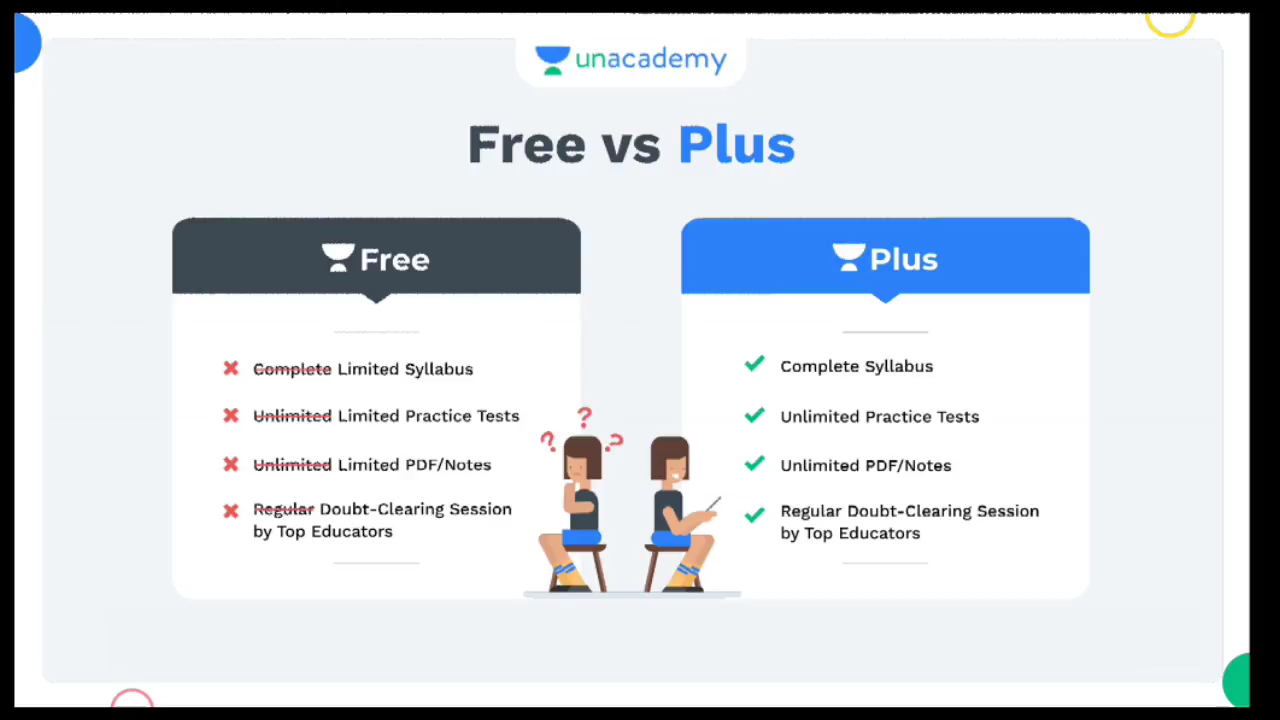 unacademy
Free vs Plus
Free
Complete Limited Syllabus
Unlimited Limited Practice Tests
Unlimited Limited PDF/Notes
Regular Doubt-Clearing Session
by Top Educators
? ? ?
Plus
Complete Syllabus
Unlimited Practice Tests
Unlimited PDF/Notes
Regular Doubt-Clearing Session
by Top Educators